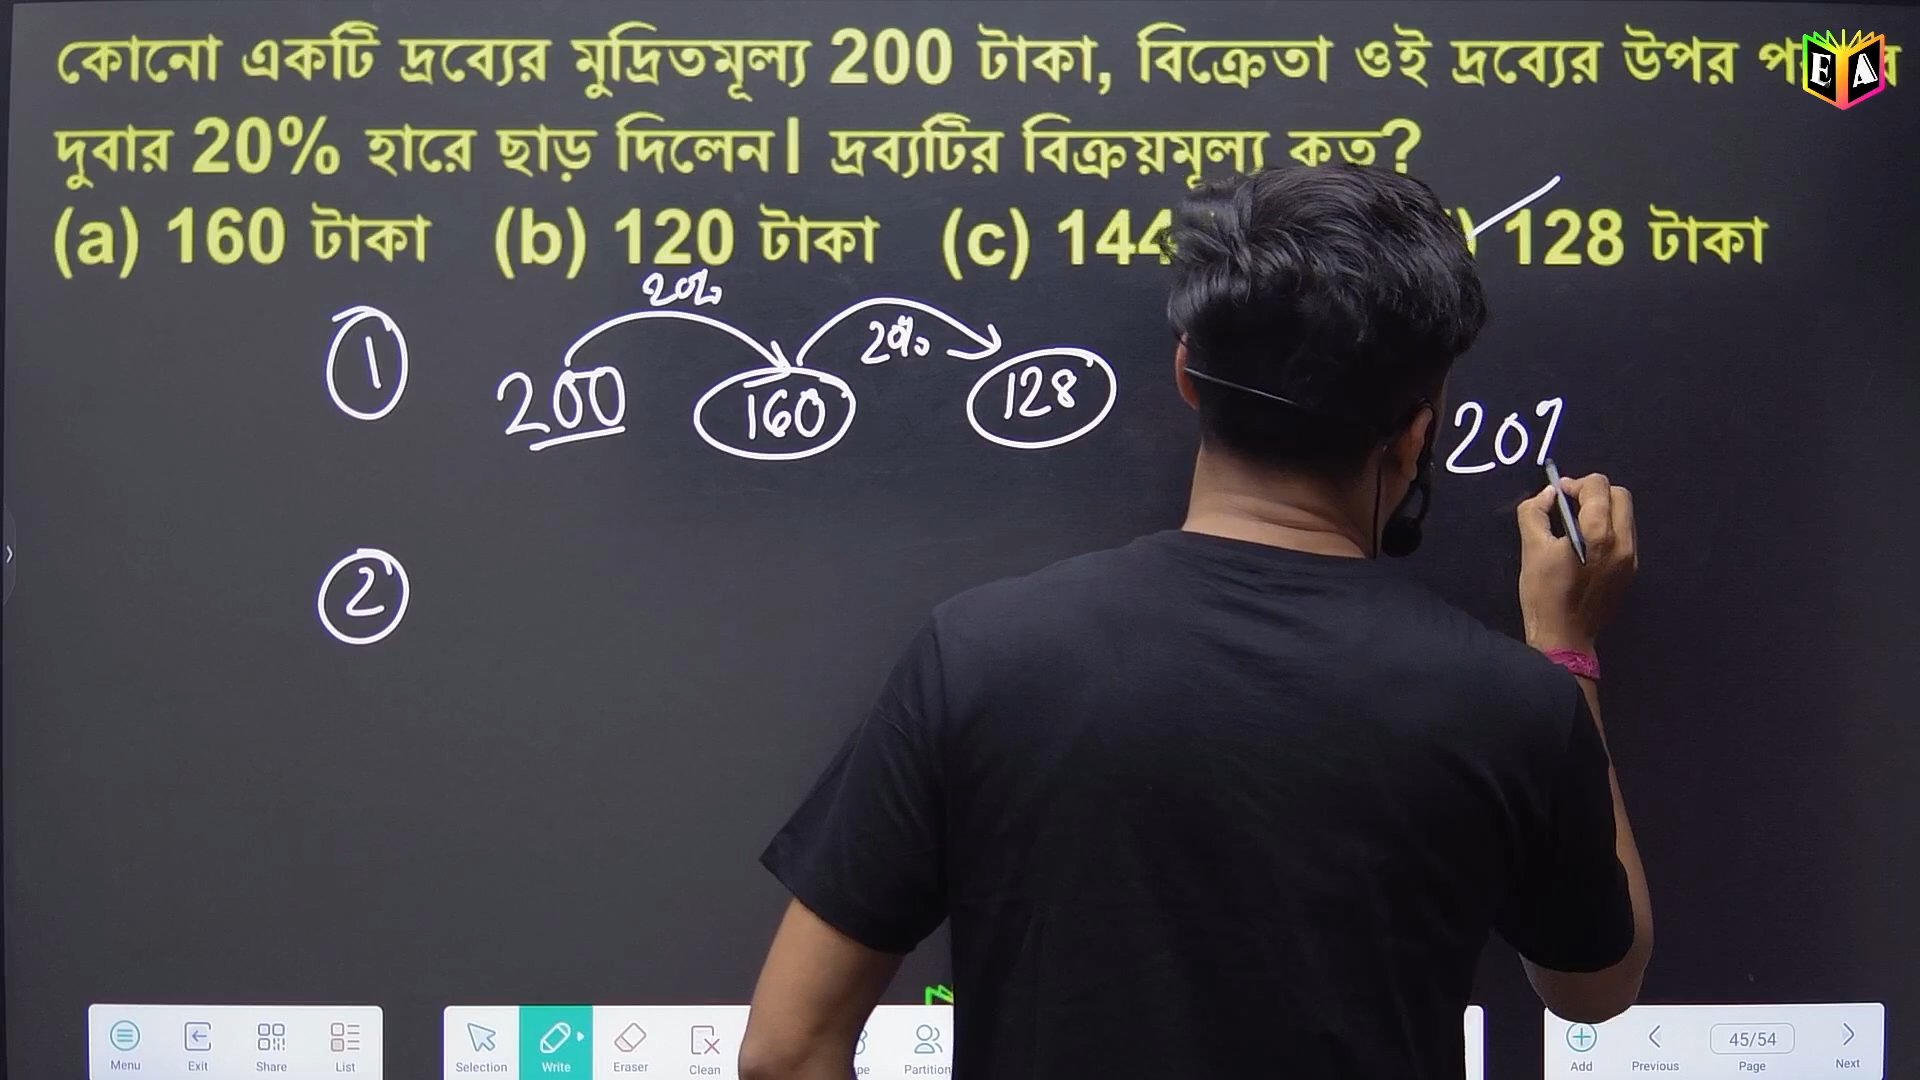 কোনো একটি দ্রব্যের মুদ্রিতমূল্য 200 টাকা, বিক্রেতা ওই দ্রব্যের উপর
দুবার 20% হারে ছাড় দিলেন। দ্রব্যটির বিক্রয়মূল্য কত?
(a) 160 টাকা (b) 120 টাকা (c) 144 128 টাকা
20% 20%
1 200 160 128 20%
2
EA
Menu Exit Share List Selection Write Eraser Clean Partition Add Previous 45/54 Page Next